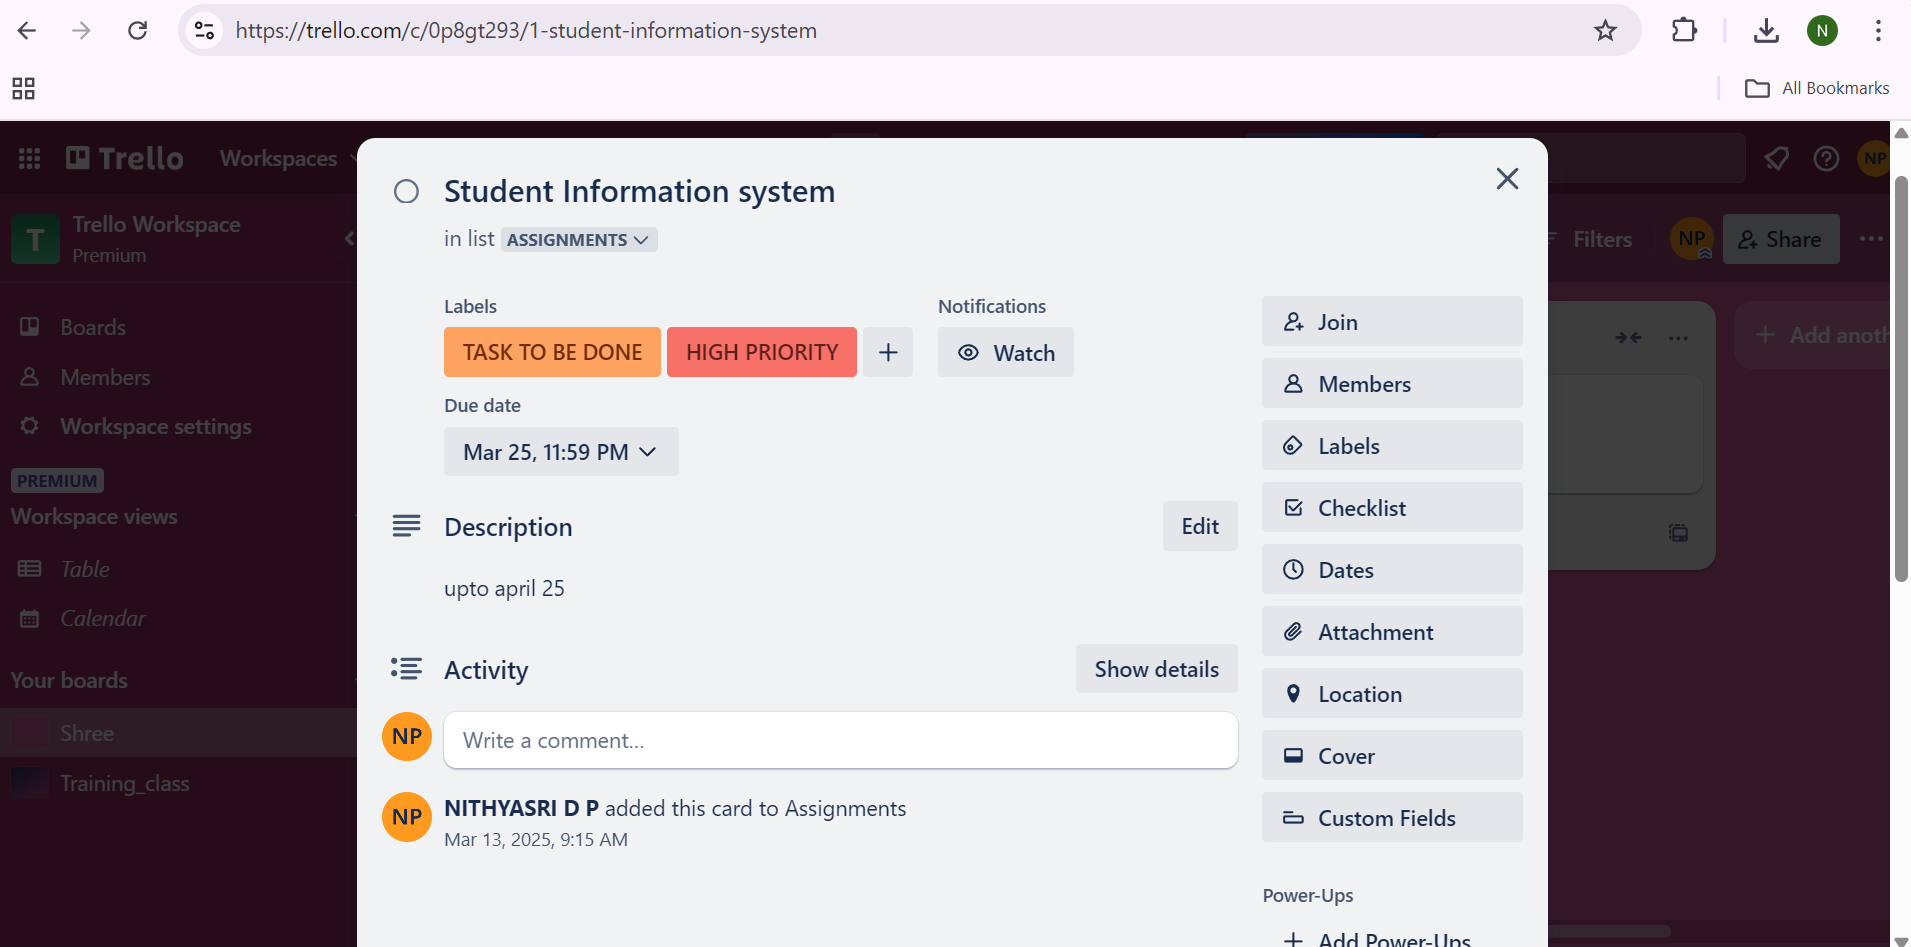 https://trello.com/c/0p8gt293/1-student-information-system
N
All Bookmarks
Trello
Workspaces
NP
T
Trello Workspace
Premium
Filters
NP
Share
Boards
Members
Workspace settings
PREMIUM
Workspace views
Table
Calendar
Your boards
Shree
Training_class
Student Information system
in list ASSIGNMENTS
Labels
TASK TO BE DONE
HIGH PRIORITY
Notifications
Watch
Due date
Mar 25, 11:59 PM
Description
Edit
upto april 25
Activity
Show details
NP
Write a comment...
NP
NITHYASRI D P added this card to Assignments
Mar 13, 2025, 9:15 AM
Join
Members
Labels
Checklist
Dates
Attachment
Location
Cover
Custom Fields
Power-Ups
Add Power-Ups
Add